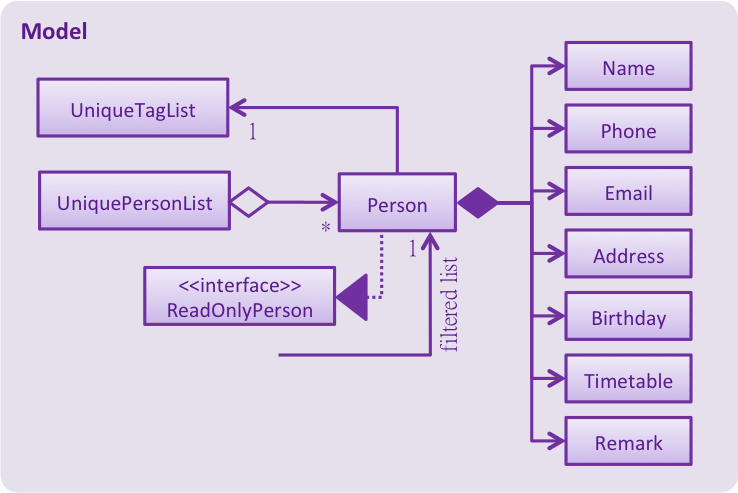 Model
UniqueTagList
1
UniquePersonList
*
Person
1
filtered list
<<interface>>
ReadOnlyPerson
Name
Phone
Email
Address
Birthday
Timetable
Remark